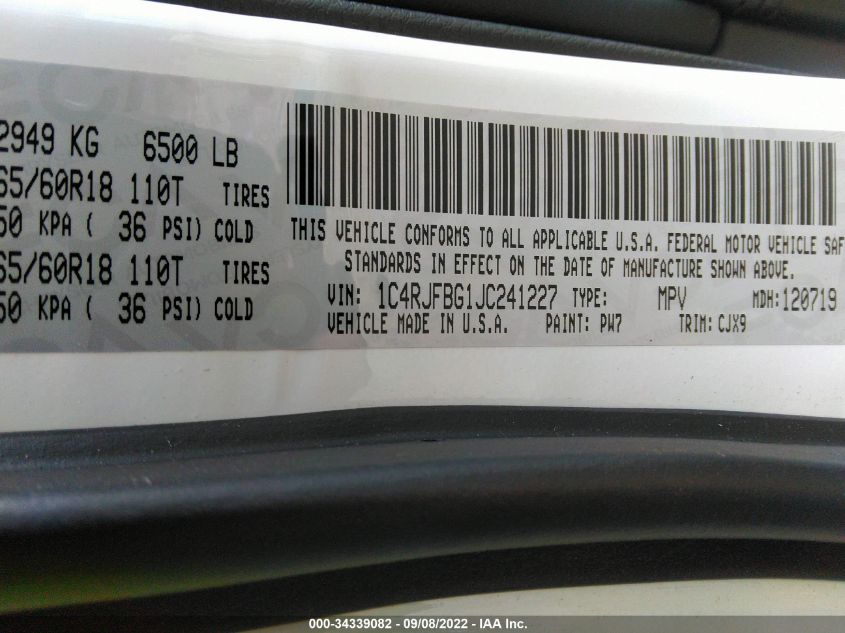 2949 KG 6500 LB
65/60R18 110T TIRES
50 KPA ( 36 PSI) COLD
65/60R18 110T TIRES
50 KPA ( 36 PSI) COLD
THIS VEHICLE CONFORMS TO ALL APPLICABLE U.S.A. FEDERAL MOTOR VEHICLE SAF
STANDARDS IN EFFECT ON THE DATE OF MANUFACTURE SHOWN ABOVE.
VIN: 1C4RJFBG1JC241227 TYPE: MPV MDH:120719
VEHICLE MADE IN U.S.A. PAINT: PW7 TRIM: CJX9
000-34339082 - 09/08/2022 - IAA Inc.